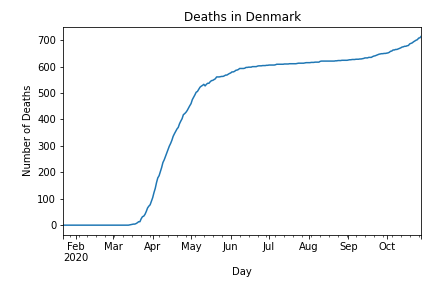 Deaths in Denmark
Number of Deaths
700
600
500
400
300
200
100
0
Feb Mar Apr May Jun Jul Aug Sep Oct
2020
Day